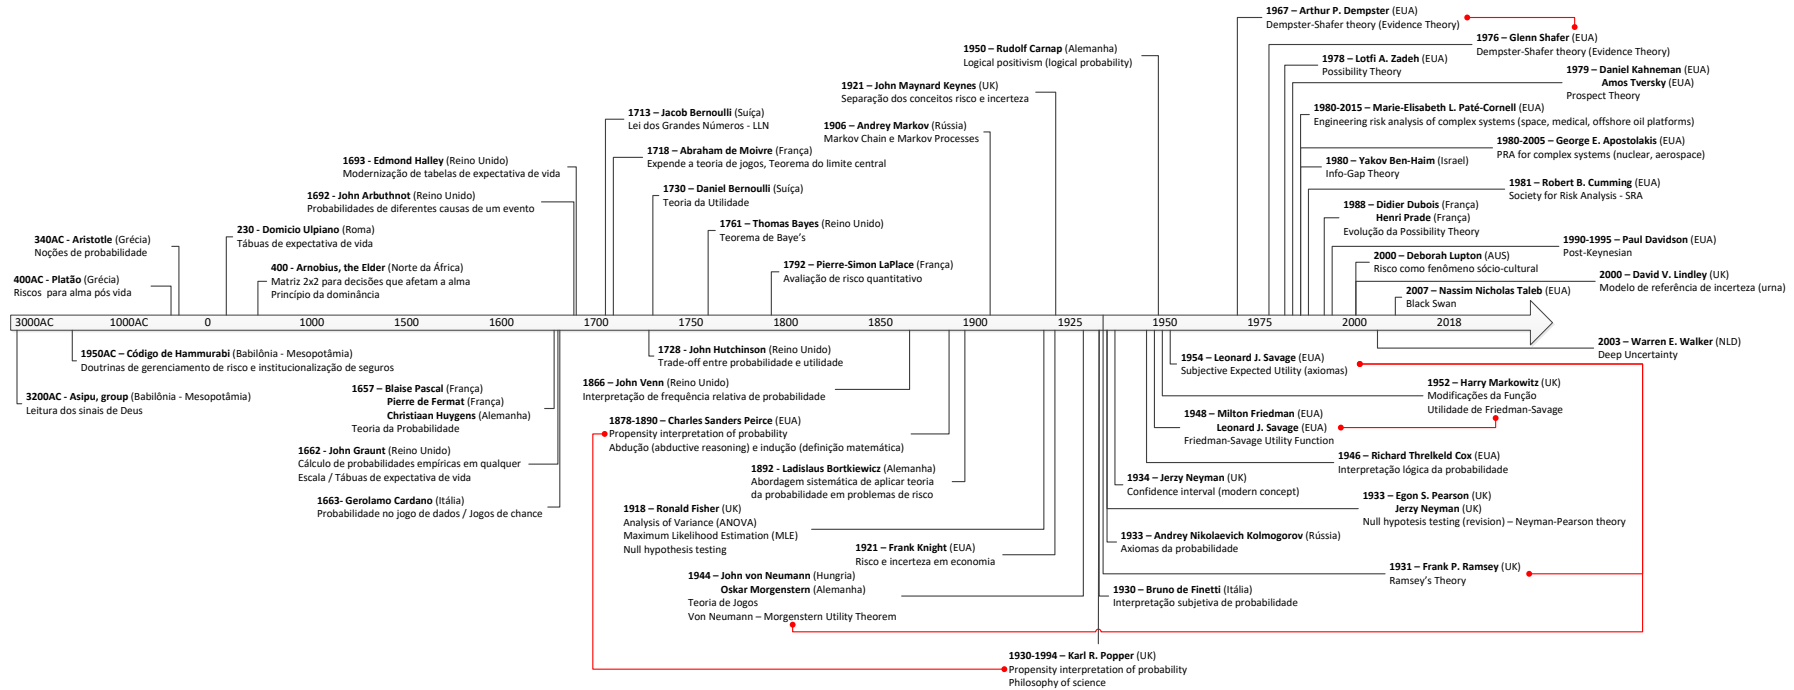 1967 – Arthur P. Dempster (EUA)
Dempster-Shafer theory (Evidence Theory)
1976 – Glenn Shafer (EUA)
Dempster-Shafer theory (Evidence Theory)
1950 – Rudolf Carnap (Alemanha)
Logical positivism (logical probability)
1978 – Lotfi A. Zadeh (EUA)
Possibility Theory
1979 – Daniel Kahneman (EUA)
Amos Tversky (EUA)
Prospect Theory
1921 – John Maynard Keynes (UK)
Separação dos conceitos risco e incerteza
1980-2015 – Marie-Elisabeth L. Paté-Cornell (EUA)
Engineering risk analysis of complex systems (space, medical, offshore oil platforms)
1713 – Jacob Bernoulli (Suíça)
Lei dos Grandes Números - LLN
1906 – Andrey Markov (Rússia)
Markov Chain e Markov Processes
1980-2005 – George E. Apostolakis (EUA)
PRA for complex systems (nuclear, aerospace)
1718 – Abraham de Moivre (França)
Expende a teoria de jogos, Teorema do limite central
1693 - Edmond Halley (Reino Unido)
Modernização de tabelas de expectativa de vida
1980 – Yakov Ben-Haim (Israel)
Info-Gap Theory
1981 – Robert B. Cumming (EUA)
Society for Risk Analysis - SRA
1730 – Daniel Bernoulli (Suíça)
Teoria da Utilidade
1692 - John Arbuthnot (Reino Unido)
Probabilidades de diferentes causas de um evento
1988 – Didier Dubois (França)
Henri Prade (França)
Evolução da Possibility Theory
1761 – Thomas Bayes (Reino Unido)
Teorema de Baye's
230 - Domicio Ulpiano (Roma)
Tábuas de expectativa de vida
340AC - Aristotle (Grécia)
Noções de probabilidade
1990-1995 – Paul Davidson (EUA)
Post-Keynesian
2000 – Deborah Lupton (AUS)
Risco como fenômeno sócio-cultural
400 - Arnobius, the Elder (Norte da África)
Matriz 2x2 para decisões que afetam a alma
Princípio da dominância
1792 – Pierre-Simon LaPlace (França)
Avaliação de risco quantitativo
400AC - Platão (Grécia)
Riscos para alma pós vida
2000 – David V. Lindley (UK)
Modelo de referência de incerteza (urna)
2007 – Nassim Nicholas Taleb (EUA)
Black Swan
3000AC 1000AC 0 1000 1500 1600 1700 1750 1800 1850 1900 1925 1950 1975 2000 2018
2003 – Warren E. Walker (NLD)
Deep Uncertainty
1728 - John Hutchinson (Reino Unido)
Trade-off entre probabilidade e utilidade
1950AC – Código de Hammurabi (Babilônia - Mesopotâmia)
Doutrinas de gerenciamento de risco e institucionalização de seguros
1954 – Leonard J. Savage (EUA)
Subjective Expected Utility (axiomas)
1866 - John Venn (Reino Unido)
Interpretação de frequência relativa de probabilidade
1952 – Harry Markowitz (UK)
Modificações da Função
Utilidade de Friedman-Savage
3200AC - Asipu, group (Babilônia - Mesopotâmia)
Leitura dos sinais de Deus
1657 – Blaise Pascal (França)
Pierre de Fermat (França)
Christiaan Huygens (Alemanha)
Teoria da Probabilidade
1948 – Milton Friedman (EUA)
Leonard J. Savage (EUA)
Friedman-Savage Utility Function
1878-1890 – Charles Sanders Peirce (EUA)
Propensity interpretation of probability
Abdução (abductive reasoning) e indução (definição matemática)
1662 - John Graunt (Reino Unido)
Cálculo de probabilidades empíricas em qualquer
Escala / Tábuas de expectativa de vida
1946 - Richard Threlkeld Cox (EUA)
Interpretação lógica da probabilidade
1892 - Ladislaus Bortkiewicz (Alemanha)
Abordagem sistemática de aplicar teoria
da probabilidade em problemas de risco
1934 – Jerzy Neyman (UK)
Confidence interval (modern concept)
1663- Gerolamo Cardano (Itália)
Probabilidade no jogo de dados / Jogos de chance
1933 – Egon S. Pearson (UK)
Jerzy Neyman (UK)
Null hypotesis testing (revision) – Neyman-Pearson theory
1918 – Ronald Fisher (UK)
Analysis of Variance (ANOVA)
Maximum Likelihood Estimation (MLE)
Null hypothesis testing
1933 – Andrey Nikolaevich Kolmogorov (Rússia)
Axiomas da probabilidade
1921 – Frank Knight (EUA)
Risco e incerteza em economia
1931 – Frank P. Ramsey (UK)
Ramsey's Theory
1944 – John von Neumann (Hungria)
Oskar Morgenstern (Alemanha)
Teoria de Jogos
Von Neumann – Morgenstern Utility Theorem
1930 – Bruno de Finetti (Itália)
Interpretação subjetiva de probabilidade
1930-1994 – Karl R. Popper (UK)
Propensity interpretation of probability
Philosophy of science